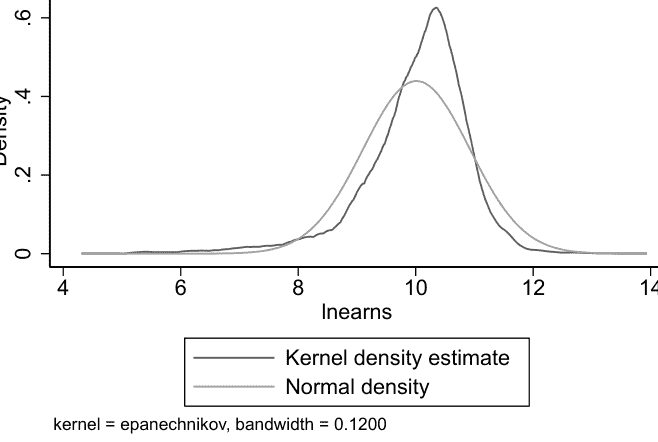 .6
.4
.2
0
Density
4 6 8 10 12 14
lnearns
Kernel density estimate
Normal density
kernel = epanechnikov, bandwidth = 0.1200